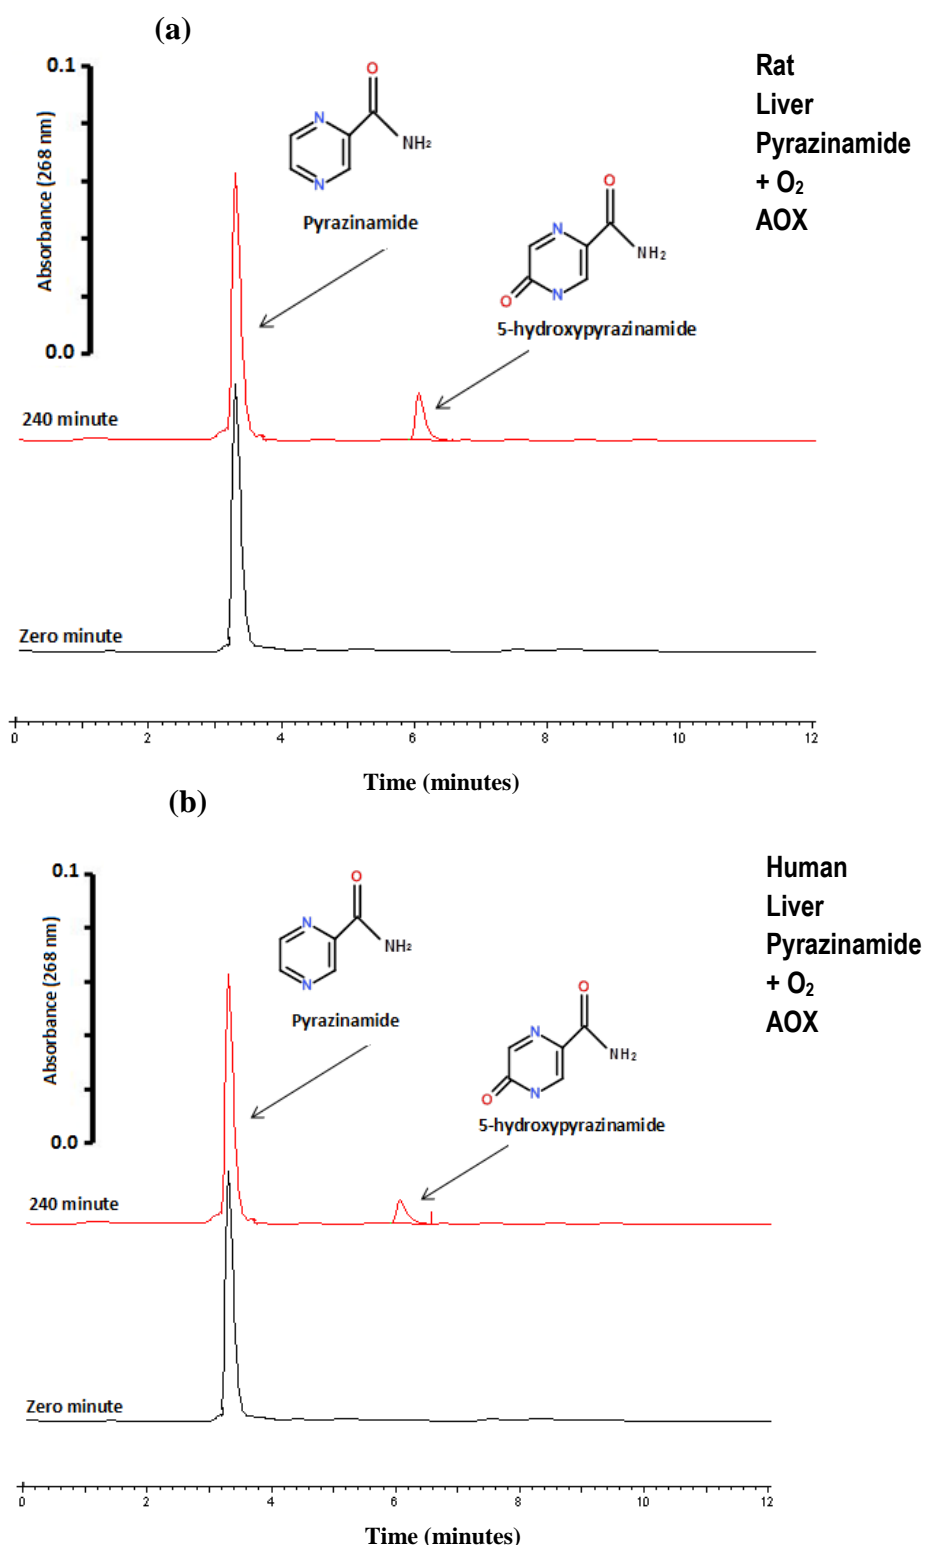 (a)
0.1
Absorbance (268 nm)
0.0
Rat
Liver
Pyrazinamide
+ O₂
AOX
O
N
N
NH₂
Pyrazinamide
O
N
N
O
NH₂
5-hydroxypyrazinamide
240 minute
Zero minute
0 2 4 6 8 10 12
Time (minutes)
(b)
0.1
Absorbance (268 nm)
0.0
Human
Liver
Pyrazinamide
+ O₂
AOX
O
N
N
NH₂
Pyrazinamide
O
N
N
O
NH₂
5-hydroxypyrazinamide
240 minute
Zero minute
0 2 4 6 8 10 12
Time (minutes)